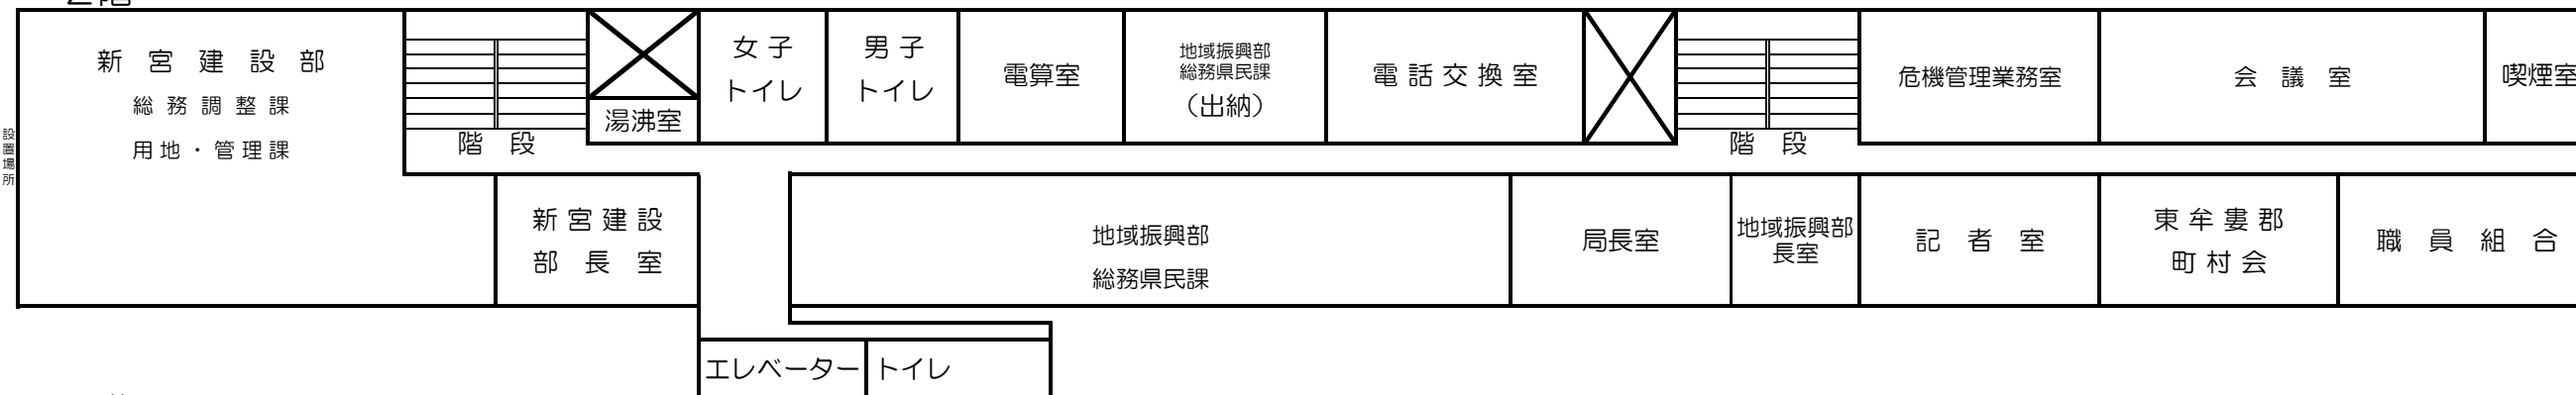 新宮建設部
総務調整課
用地・管理課
設置場所
階段
湯沸室
女子
トイレ
男子
トイレ
電算室
地域振興部
総務県民課
（出納）
電話交換室
階段
危機管理業務室
会議室
喫煙室
新宮建設
部長室
地域振興部
総務県民課
局長室
地域振興部
長室
記者室
東牟婁郡
町村会
職員組合
エレベーター
トイレ